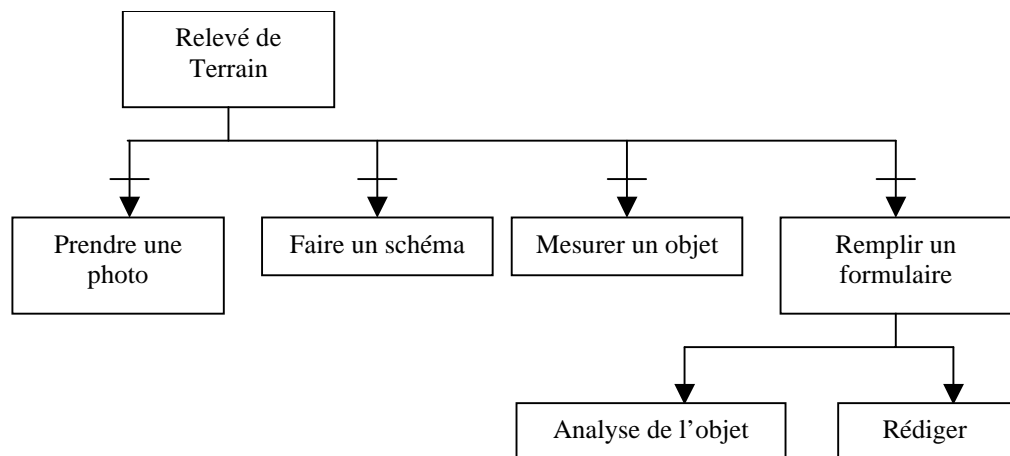 Relevé de
Terrain
Prendre une
photo
Faire un schéma
Mesurer un objet
Remplir un
formulaire
Analyse de l’objet
Rédiger